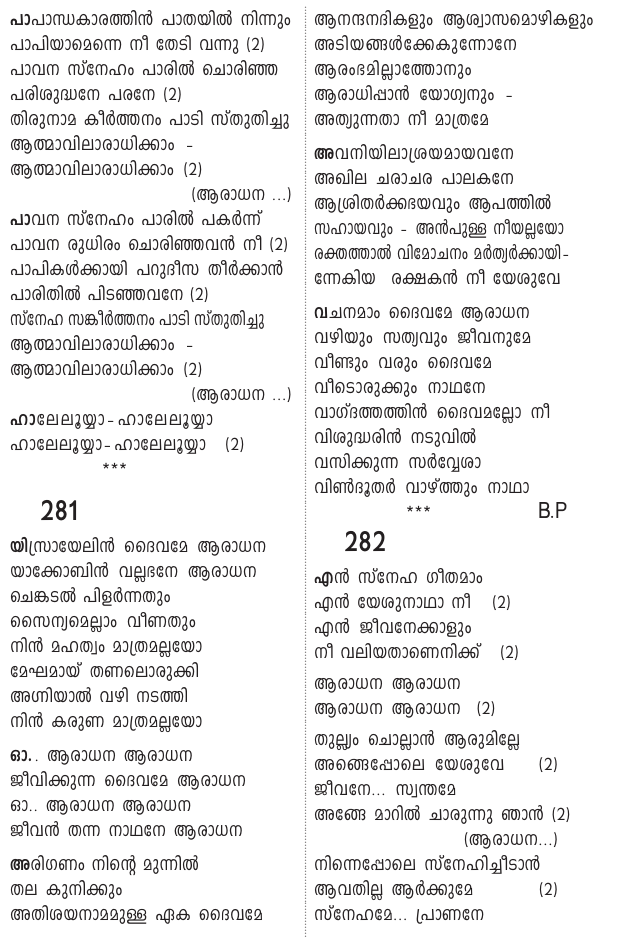 പാപാന്ധകാരത്തിൻ പാതയിൽ നിന്നും
പാപിയാമെന്നെ നീ തേടി വന്നു (2)
പാവന സ്നേഹം പാരിൽ ചൊരിഞ്ഞ
പരിശുദ്ധനേ പരനേ (2)
തിരുനാമ കീർത്തനം പാടി സ്തുതിച്ചു
ആത്മാവിലാരാധിക്കാം -
ആത്മാവിലാരാധിക്കാം (2)
(ആരാധന ...)
പാവന സ്നേഹം പാരിൽ പകർന്ന്
പാവന രുധിരം ചൊരിഞ്ഞവൻ നീ (2)
പാപികൾക്കായി പറുദീസ തീർക്കാൻ
പാരിതിൽ പിടഞ്ഞവനേ (2)
സ്നേഹ സങ്കീർത്തനം പാടി സ്തുതിച്ചു
ആത്മാവിലാരാധിക്കാം -
ആത്മാവിലാരാധിക്കാം (2)
(ആരാധന ...)
ഹാലേലൂയ്യാ- ഹാലേലൂയ്യാ
ഹാലേലൂയ്യാ- ഹാലേലൂയ്യാ (2)
***
281
യിസ്രായേലിൻ ദൈവമേ ആരാധന
യാക്കോബിൻ വല്ലഭനേ ആരാധന
ചെങ്കടൽ പിളർന്നതും
സൈന്യമെല്ലാം വീണതും
നിൻ മഹത്വം മാത്രമല്ലയോ
മേഘമായ് തണലൊരുക്കി
അഗ്നിയാൽ വഴി നടത്തി
നിൻ കരുണ മാത്രമല്ലയോ
ഓ. . ആരാധന ആരാധന
ജീവിക്കുന്ന ദൈവമേ ആരാധന
ഓ. . ആരാധന ആരാധന
ജീവൻ തന്ന നാഥനേ ആരാധന
അരിഗണം നിന്റെ മുന്നിൽ
തല കുനിക്കും
അതിശയനാമമുള്ള ഏക ദൈവമേ
ആനന്ദനദികളും ആശ്വാസമൊഴികളും
അടിയങ്ങൾക്കേകുന്നോനേ
ആരംഭമില്ലാത്തോനും
ആരാധിപ്പാൻ യോഗ്യനും -
അത്യുന്നതാ നീ മാത്രമേ
അവനിയിലാശ്രയമായവനേ
അഖില ചരാചര പാലകനേ
ആശ്രിതർക്കഭയവും ആപത്തിൽ
സഹായവും - അൻപുള്ള നീയല്ലയോ
രക്തത്താൽ വിമോചനം മർത്യർക്കായി-
ന്നേകിയ രക്ഷകൻ നീ യേശുവേ
വചനമാം ദൈവമേ ആരാധന
വഴിയും സത്യവും ജീവനുമേ
വീണ്ടും വരും ദൈവമേ
വീടൊരുക്കും നാഥനേ
വാഗ്ദത്തത്തിൻ ദൈവമല്ലോ നീ
വിശുദ്ധരിൻ നടുവിൽ
വസിക്കുന്ന സർവ്വേശാ
വിൺദൂതർ വാഴ്ത്തും നാഥാ
*** B.P
282
എൻ സ്നേഹ ഗീതമാം
എൻ യേശുനാഥാ നീ (2)
എൻ ജീവനേക്കാളും
നീ വലിയതാണെനിക്ക് (2)
ആരാധന ആരാധന
ആരാധന ആരാധന (2)
തുല്ല്യം ചൊല്ലാൻ ആരുമില്ലേ
അങ്ങെപ്പോലെ യേശുവേ (2)
ജീവനേ... സ്വന്തമേ
അങ്ങേ മാറിൽ ചാരുന്നു ഞാൻ (2)
(ആരാധന...)
നിന്നെപ്പോലെ സ്നേഹിച്ചീടാൻ
ആവതില്ല ആർക്കുമേ (2)
സ്നേഹമേ... പ്രാണനേ